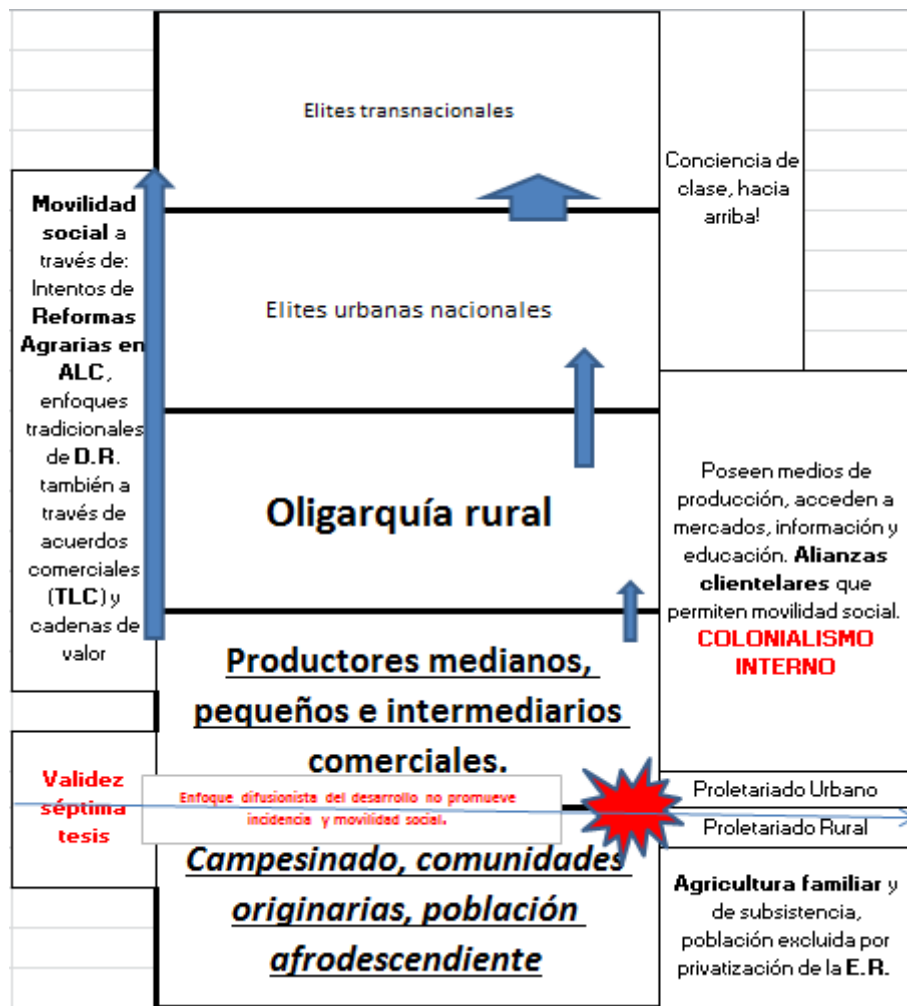 Elites transnacionales
Conciencia de
clase, hacia
arriba!
Movilidad
social a
través de:
Intentos de
Reformas
Agrarias en
ALC,
enfoques
tradicionales
de D.R.
también a
través de
acuerdos
comerciales
(TLC) y
cadenas de
valor
Elites urbanas nacionales
Oligarquía rural
Poseen medios de
producción, acceden a
mercados, información y
educación. Alianzas
clientelares que
permiten movilidad social.
COLONIALISMO
INTERNO
Productores medianos,
pequeños e intermediarios
comerciales.
Validez
séptima
tesis
Enfoque difusionista del desarrollo no promueve
incidencia y movilidad social.
Proletariado Urbano
Proletariado Rural
Campesinado, comunidades
originarias, población
afrodescendiente
Agricultura familiar y
de subsistencia,
población excluida por
privatización de la E.R.